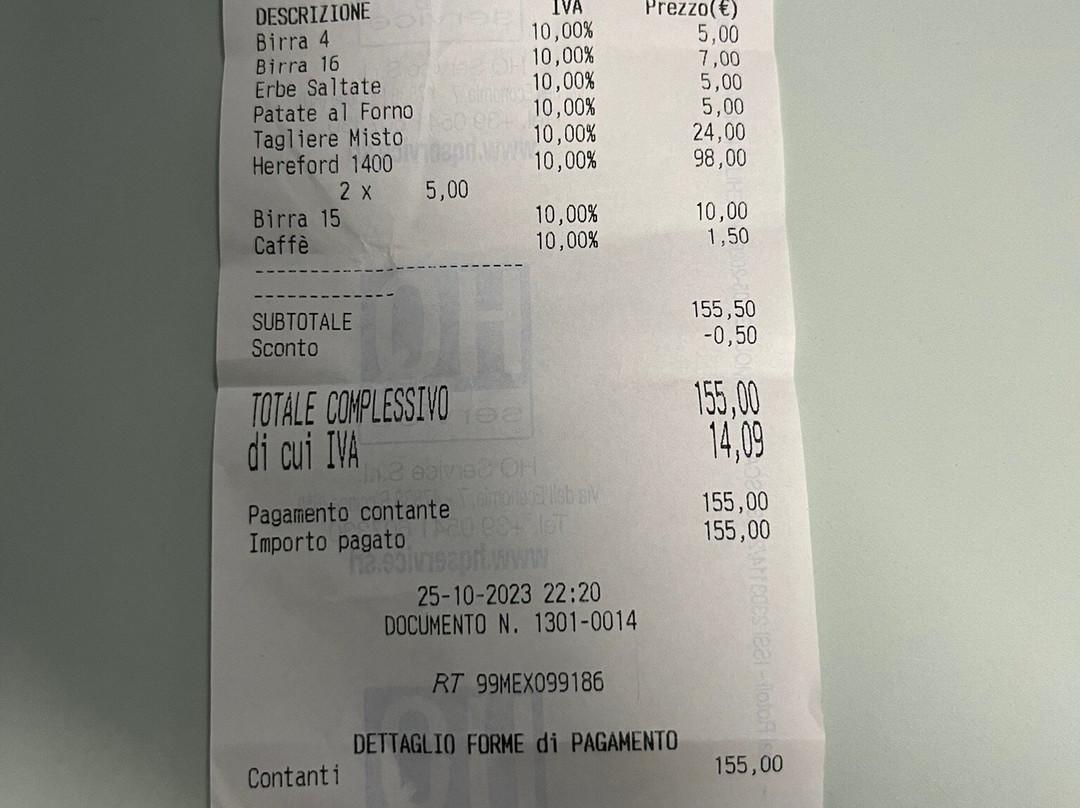 DESCRIZIONE IVA Prezzo(€)
Birra 4 10,00% 5,00
Birra 16 10,00% 7,00
Erbe Saltate 10,00% 5,00
Patate al Forno 10,00% 5,00
Tagliere Misto 10,00% 24,00
Hereford 1400 10,00% 98,00
2 x 5,00
Birra 15 10,00% 10,00
Caffè 10,00% 1,50
-----------------------------
---------------
SUBTOTALE 155,50
Sconto -0,50
TOTALE COMPLESSIVO 155,00
di cui IVA 14,09
Pagamento contante 155,00
Importo pagato 155,00
25-10-2023 22:20
DOCUMENTO N. 1301-0014
RT 99MEX099186
DETTAGLIO FORME di PAGAMENTO
Contanti 155,00